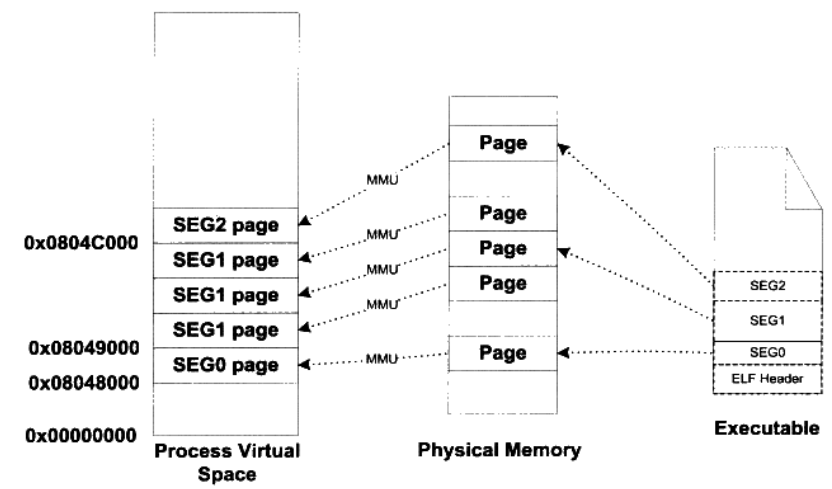 Page
MMU
SEG2 page
Page
0x0804C000
MMU
SEG1 page
Page
MMU
SEG2
SEG1 page
Page
MMU
SEG1
SEG1 page
0x08049000
SEG0 page
MMU
Page
SEG0
0x08048000
ELF Header
0x00000000
Process Virtual
Space
Physical Memory
Executable